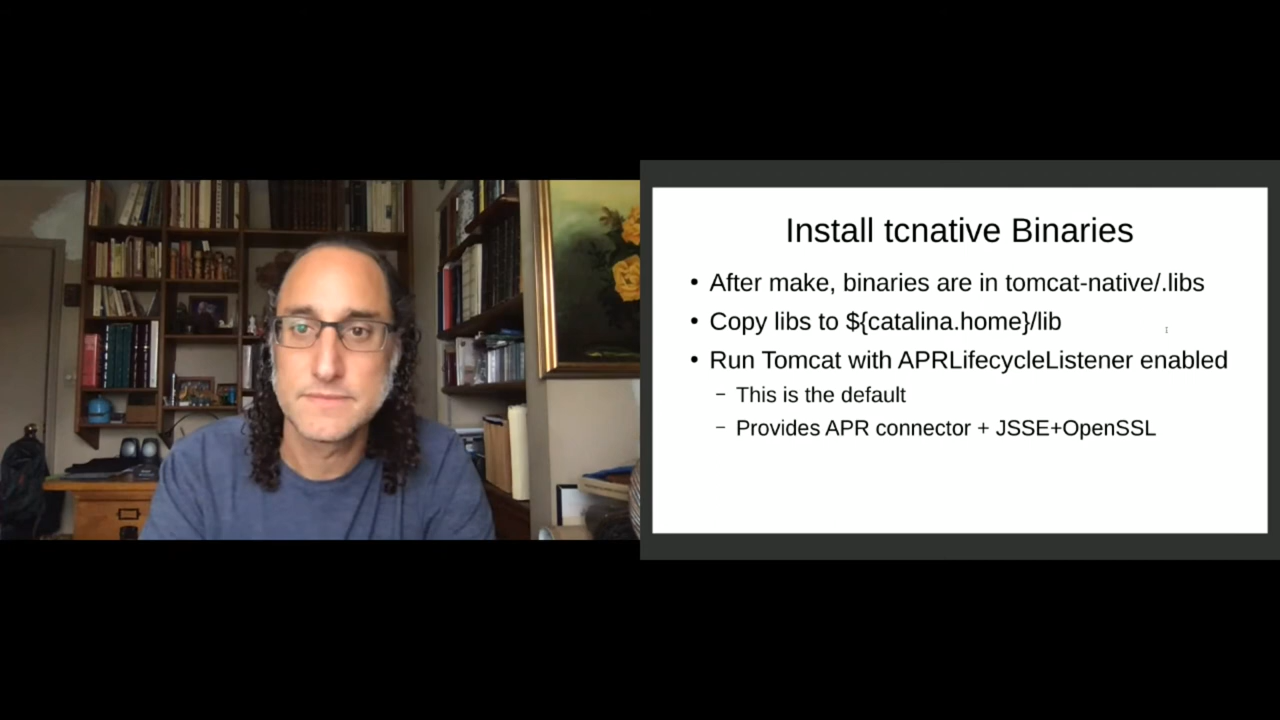 Install tcnative Binaries
• After make, binaries are in tomcat-native/.libs
• Copy libs to ${catalina.home}/lib
• Run Tomcat with APRLifecycleListener enabled
– This is the default
– Provides APR connector + JSSE+OpenSSL